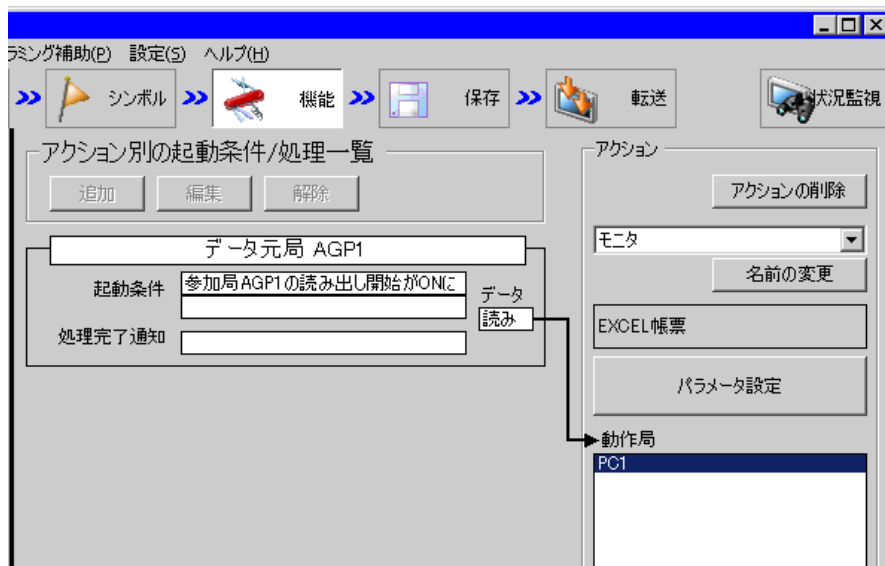 ラミング補助(P) 設定(S) ヘルプ(H)
シンボル 機能 保存 転送 状況監視
アクション別の起動条件/処理一覧
追加 編集 解除
データ元局 AGP1
起動条件 参加局AGP1の読み出し開始がON(こ
データ
読み
処理完了通知
アクション
アクションの削除
モニタ
名前の変更
EXCEL帳票
パラメータ設定
動作局
PC1